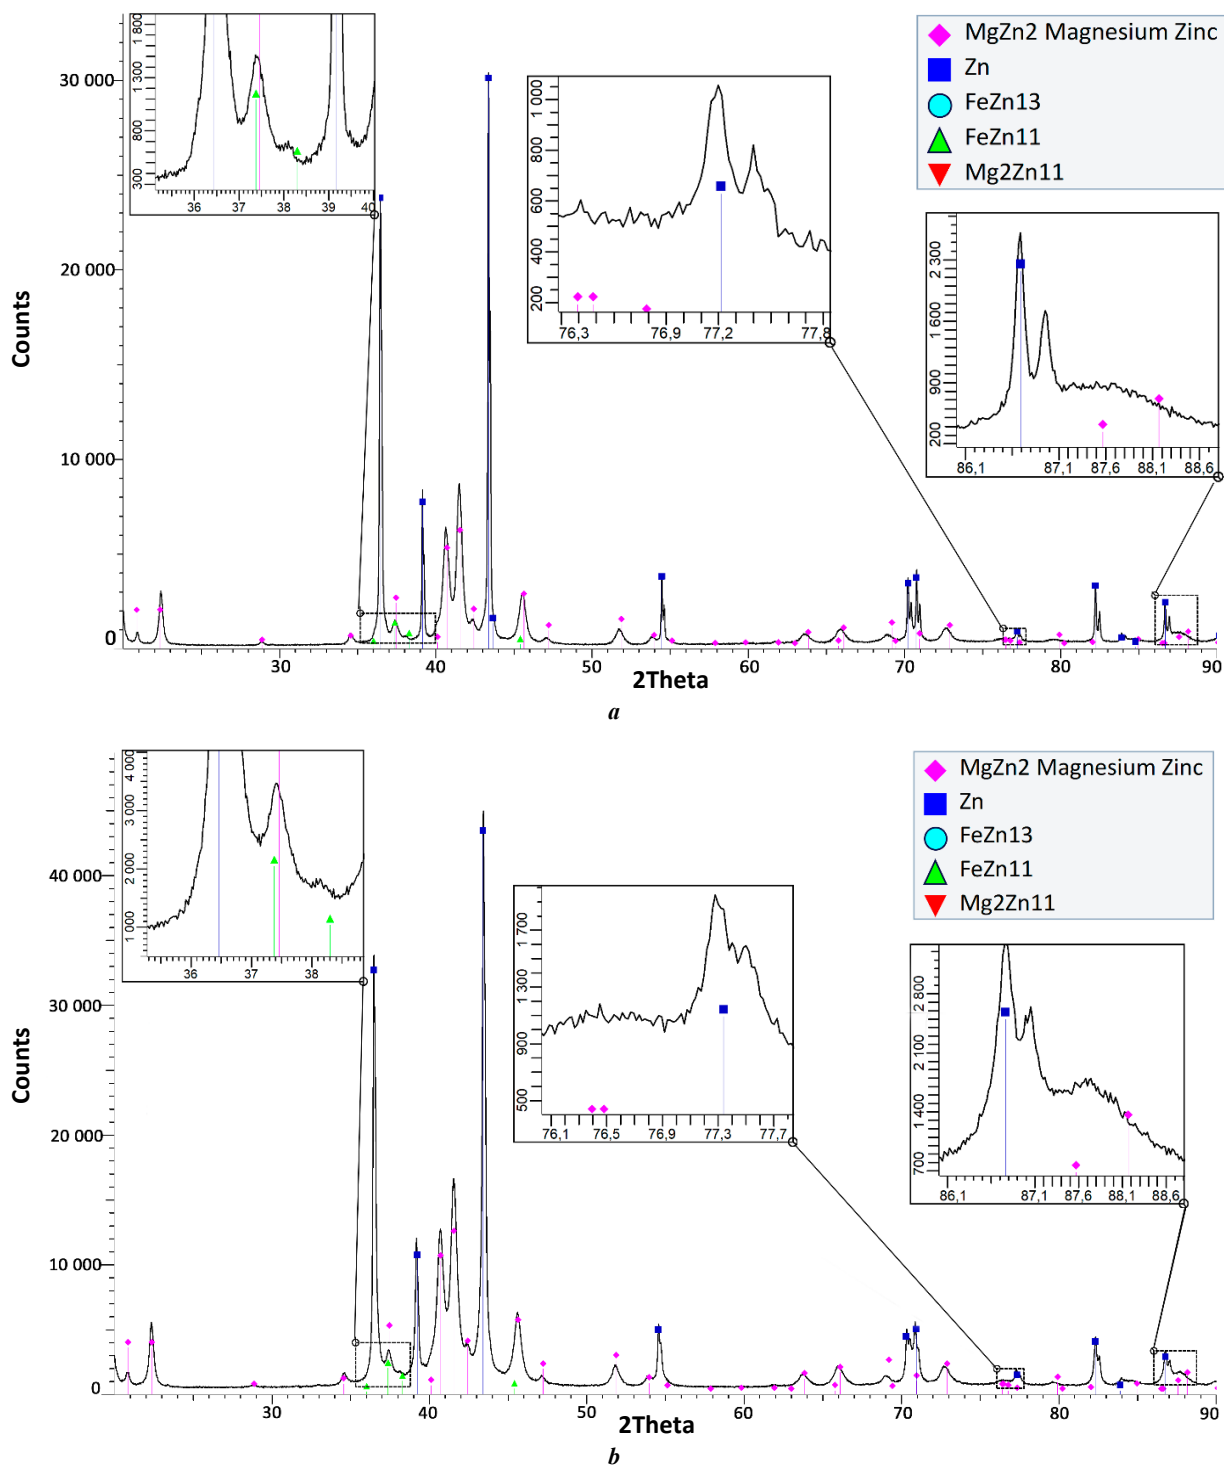 MgZn2 Magnesium Zinc
Zn
FeZn13
FeZn11
Mg2Zn11
Counts
30 000
20 000
10 000
0
30 40 50 60 70 80 90
2Theta
1 800
1 300
800
300
36 37 38 39 40
1 000
800
600
400
200
76,3 76,9 77,2 77,8
2 300
1 600
900
200
86,1 87,1 87,6 88,1 88,6
a
MgZn2 Magnesium Zinc
Zn
FeZn13
FeZn11
Mg2Zn11
Counts
40 000
30 000
20 000
10 000
0
30 40 50 60 70 80 90
2Theta
4 000
3 000
2 000
1 000
36 37 38
1 700
1 300
900
500
76,1 76,5 76,9 77,3 77,7
2 800
2 100
1 400
700
86,1 87,1 87,6 88,1 88,6
b